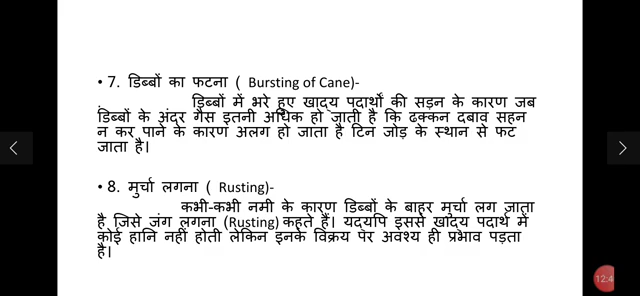 • 7. डिब्बों का फटना ( Bursting of Cane)-
. डिब्बों में भरे हुए खाद्य पदार्थों की सड़न के कारण जब
डिब्बों के अंदर गैस इतनी अधिक हो जाती है कि ढक्कन दबाव सहन
न कर पाने के कारण अलग हो जाता है टिन जोड़ के स्थान से फट
जाता है।
• 8. मुर्चा लगना ( Rusting)-
कभी-कभी नमी के कारण डिब्बों के बाहर मुर्चा लग जाता
है जिसे जंग लगना (Rusting) कहते हैं। यद्यपि इससे खाद्य पदार्थ में
कोई हानि नहीं होती लेकिन इनके विक्रय पर अवश्य ही प्रभाव पड़ता
है।